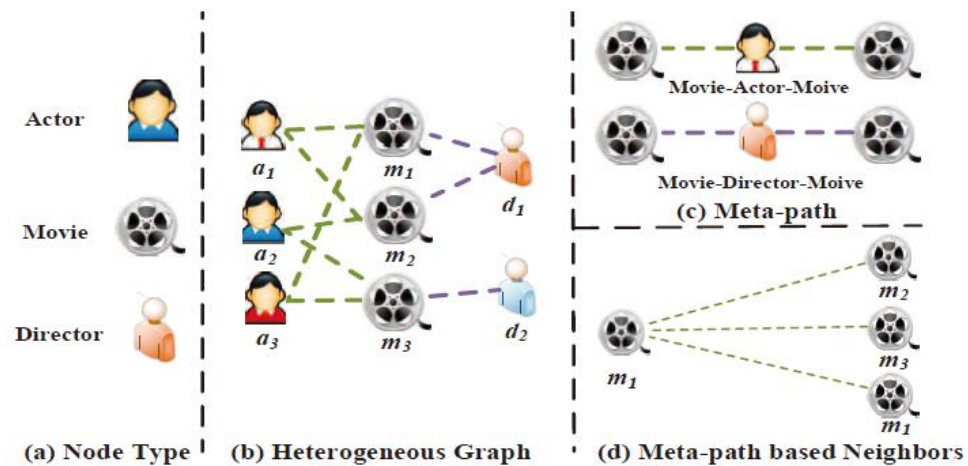 Actor
Movie
Director
(a) Node Type
a1
a2
a3
m1
m2
m3
d1
d2
(b) Heterogeneous Graph
Movie-Actor-Moive
Movie-Director-Moive
(c) Meta-path
m1
m2
m3
m1
(d) Meta-path based Neighbors